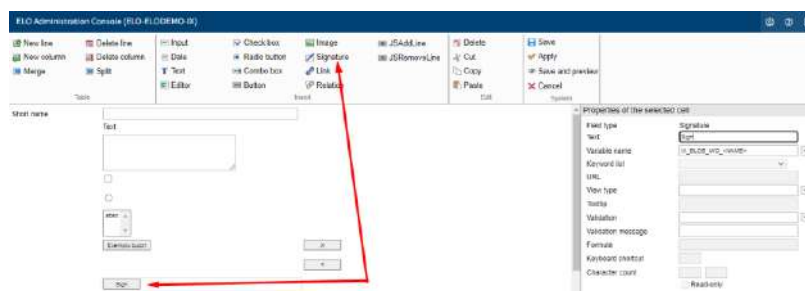 ELO Administration Console (ELO-ELODEMO-IX)
New line Delete line Input Check box Image JSAddLine Delete Save
New column Delete column Date Radio button Signature JSRemoveLine Cut Apply
Merge Split Text Combo box Link Copy Save and preview
Editor Button Relation Paste Cancel
Table Insert Edit System
Short name
Text
Properties of the selected cell
Field type Signature
Text Sign
Variable name
Keyword list
URL
View type
Tooltip
Validation
Validation message
Formula
Keyboard shortcut
Character count
Read-only
Sign